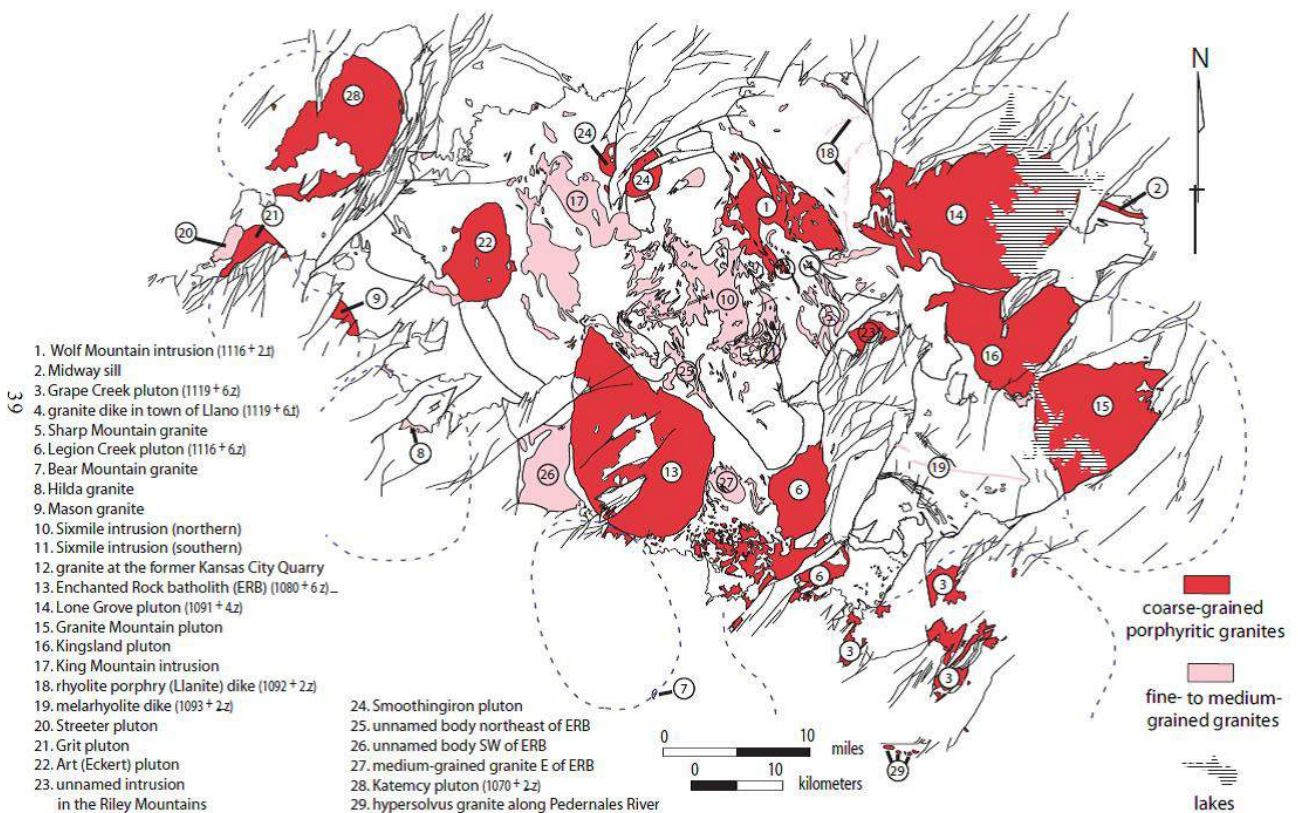 N
28
24
24
18
17
1
2
14
20
21
22
4
9
10
23
16
25
15
8
26
13
27
6
19
6
3
3
3
7
29
39
1. Wolf Mountain intrusion (1116 + 2.t)
2. Midway sill
3. Grape Creek pluton (1119 + 6.z)
4. granite dike in town of Llano (1119 + 6.t)
5. Sharp Mountain granite
6. Legion Creek pluton (1116 + 6.z)
7. Bear Mountain granite
8. Hilda granite
9. Mason granite
10. Sixmile intrusion (northern)
11. Sixmile intrusion (southern)
12. granite at the former Kansas City Quarry
13. Enchanted Rock batholith (ERB) (1080 + 6.z)_
14. Lone Grove pluton (1091 + 4.z)
15. Granite Mountain pluton
16. Kingsland pluton
17. King Mountain intrusion
18. rhyolite porphry (Llanite) dike (1092 + 2.z)
19. melarhyolite dike (1093 + 2.z)
20. Streeter pluton
21. Grit pluton
22. Art (Eckert) pluton
23. unnamed intrusion
in the Riley Mountains
24. Smoothingiron pluton
25. unnamed body northeast of ERB
26. unnamed body SW of ERB
27. medium-grained granite E of ERB
28. Katemcy pluton (1070 + 2.z)
29. hypersolvus granite along Pedernales River
0 10 miles
0 10 kilometers
coarse-grained
porphyritic granites
fine- to medium-
grained granites
lakes